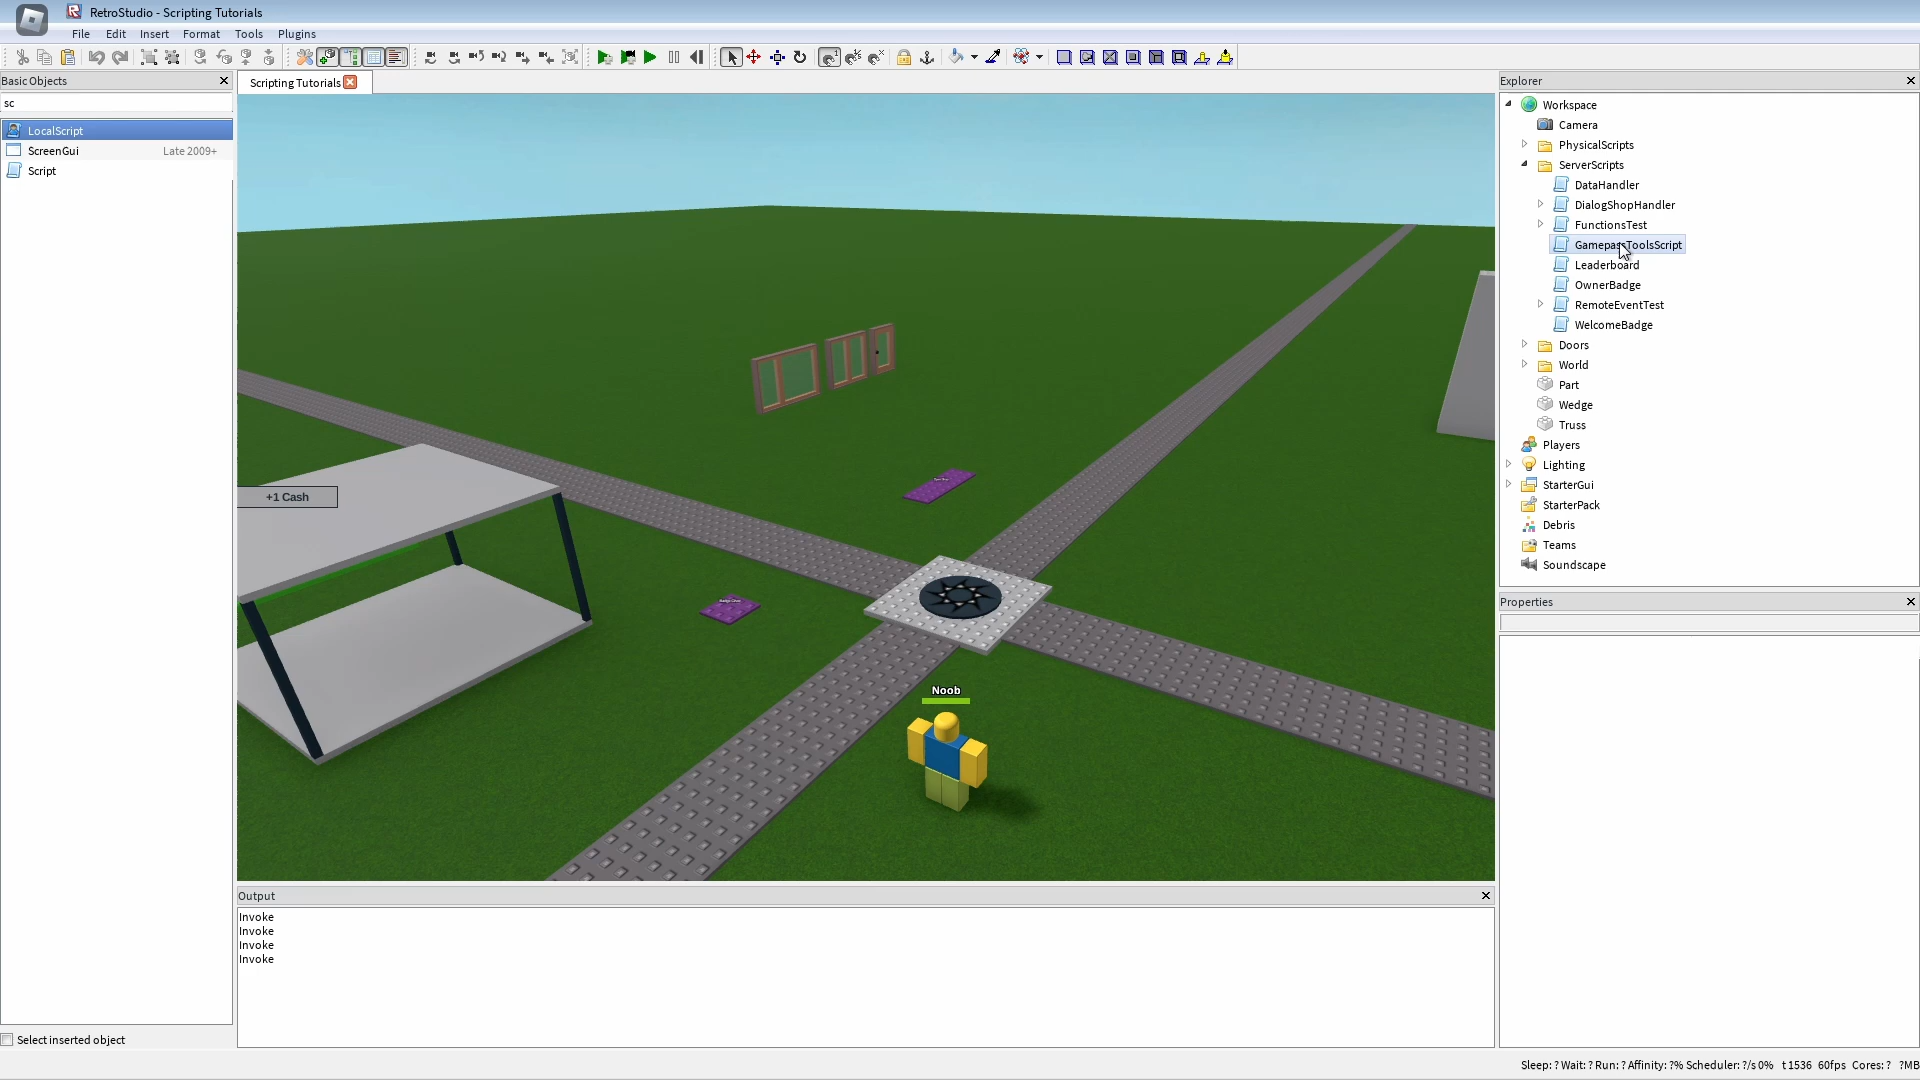 RetroStudio - Scripting Tutorials
File Edit Insert Format Tools Plugins
Basic Objects
sc
LocalScript
ScreenGui Late 2009+
Script
Select inserted object
Scripting Tutorials
+1 Cash
Noob
Output
Invoke
Invoke
Invoke
Invoke
Explorer
Workspace
Camera
PhysicalScripts
ServerScripts
DataHandler
DialogShopHandler
FunctionsTest
GamepassToolsScript
Leaderboard
OwnerBadge
RemoteEventTest
WelcomeBadge
Doors
World
Part
Wedge
Truss
Players
Lighting
StarterGui
StarterPack
Debris
Teams
Soundscape
Properties
Sleep: ? Wait: ? Run: ? Affinity: ?% Scheduler: ?/s 0% t 1536 60fps Cores: ? ?MB